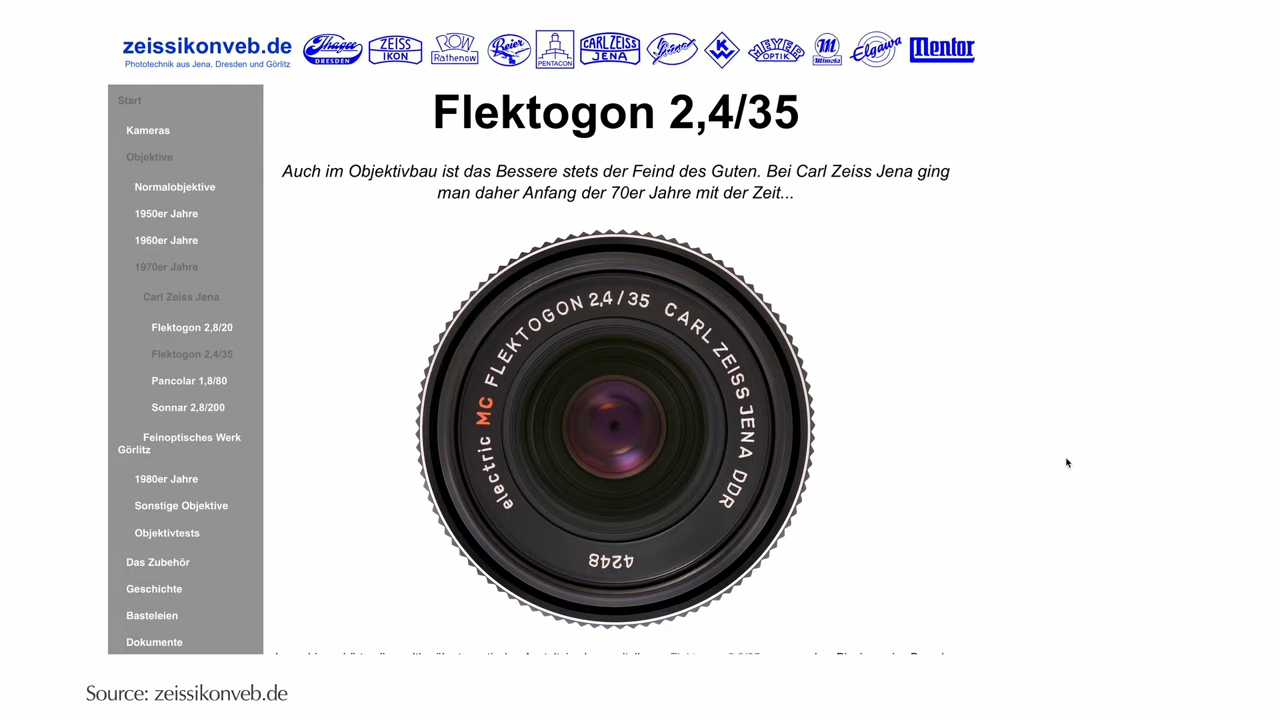 zeissikonveb.de
Phototechnik aus Jena, Dresden und Görlitz
Jhagee DRESDEN
ZEISS IKON
ROW Rathenow
Beier
PENTACON
CARL ZEISS JENA
KW
MEYER OPTIK
M Mimosa
Elgawa
Mentor
Start
Kameras
Objektive
Normalobjektive
1950er Jahre
1960er Jahre
1970er Jahre
Carl Zeiss Jena
Flektogon 2,8/20
Flektogon 2,4/35
Pancolar 1,8/80
Sonnar 2,8/200
Feinoptisches Werk
Görlitz
1980er Jahre
Sonstige Objektive
Objektivtests
Das Zubehör
Geschichte
Basteleien
Dokumente
Flektogon 2,4/35
Auch im Objektivbau ist das Bessere stets der Feind des Guten. Bei Carl Zeiss Jena ging
man daher Anfang der 70er Jahre mit der Zeit...
electric MC FLEKTOGON 2,4/35 CARL ZEISS JENA DDR
4248
Source: zeissikonveb.de